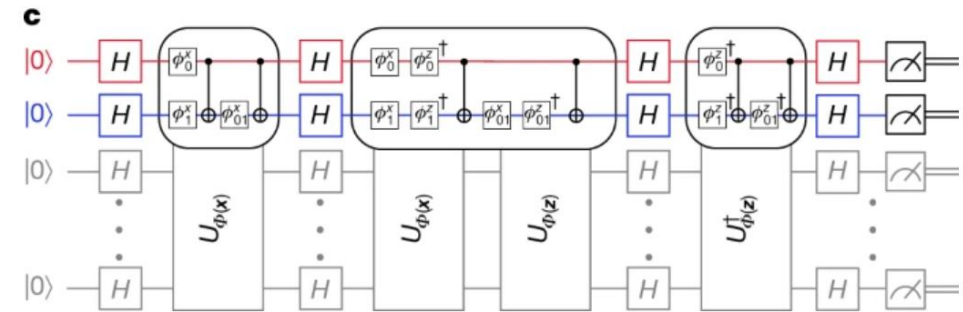 c
|0⟩ H ϕ₀ˣ H ϕ₀ˣ ϕ₀ᶻ† H ϕ₀ᶻ† H
|0⟩ H ϕ₁ˣ ϕ₀₁ˣ H ϕ₁ˣ ϕ₁ᶻ† ϕ₀₁ˣ ϕ₀₁ᶻ† H ϕ₁ᶻ† ϕ₀₁ᶻ† H
|0⟩ H H H H
U_Φ(x) U_Φ(x) U_Φ(z) U†_Φ(z)
|0⟩ H H H H